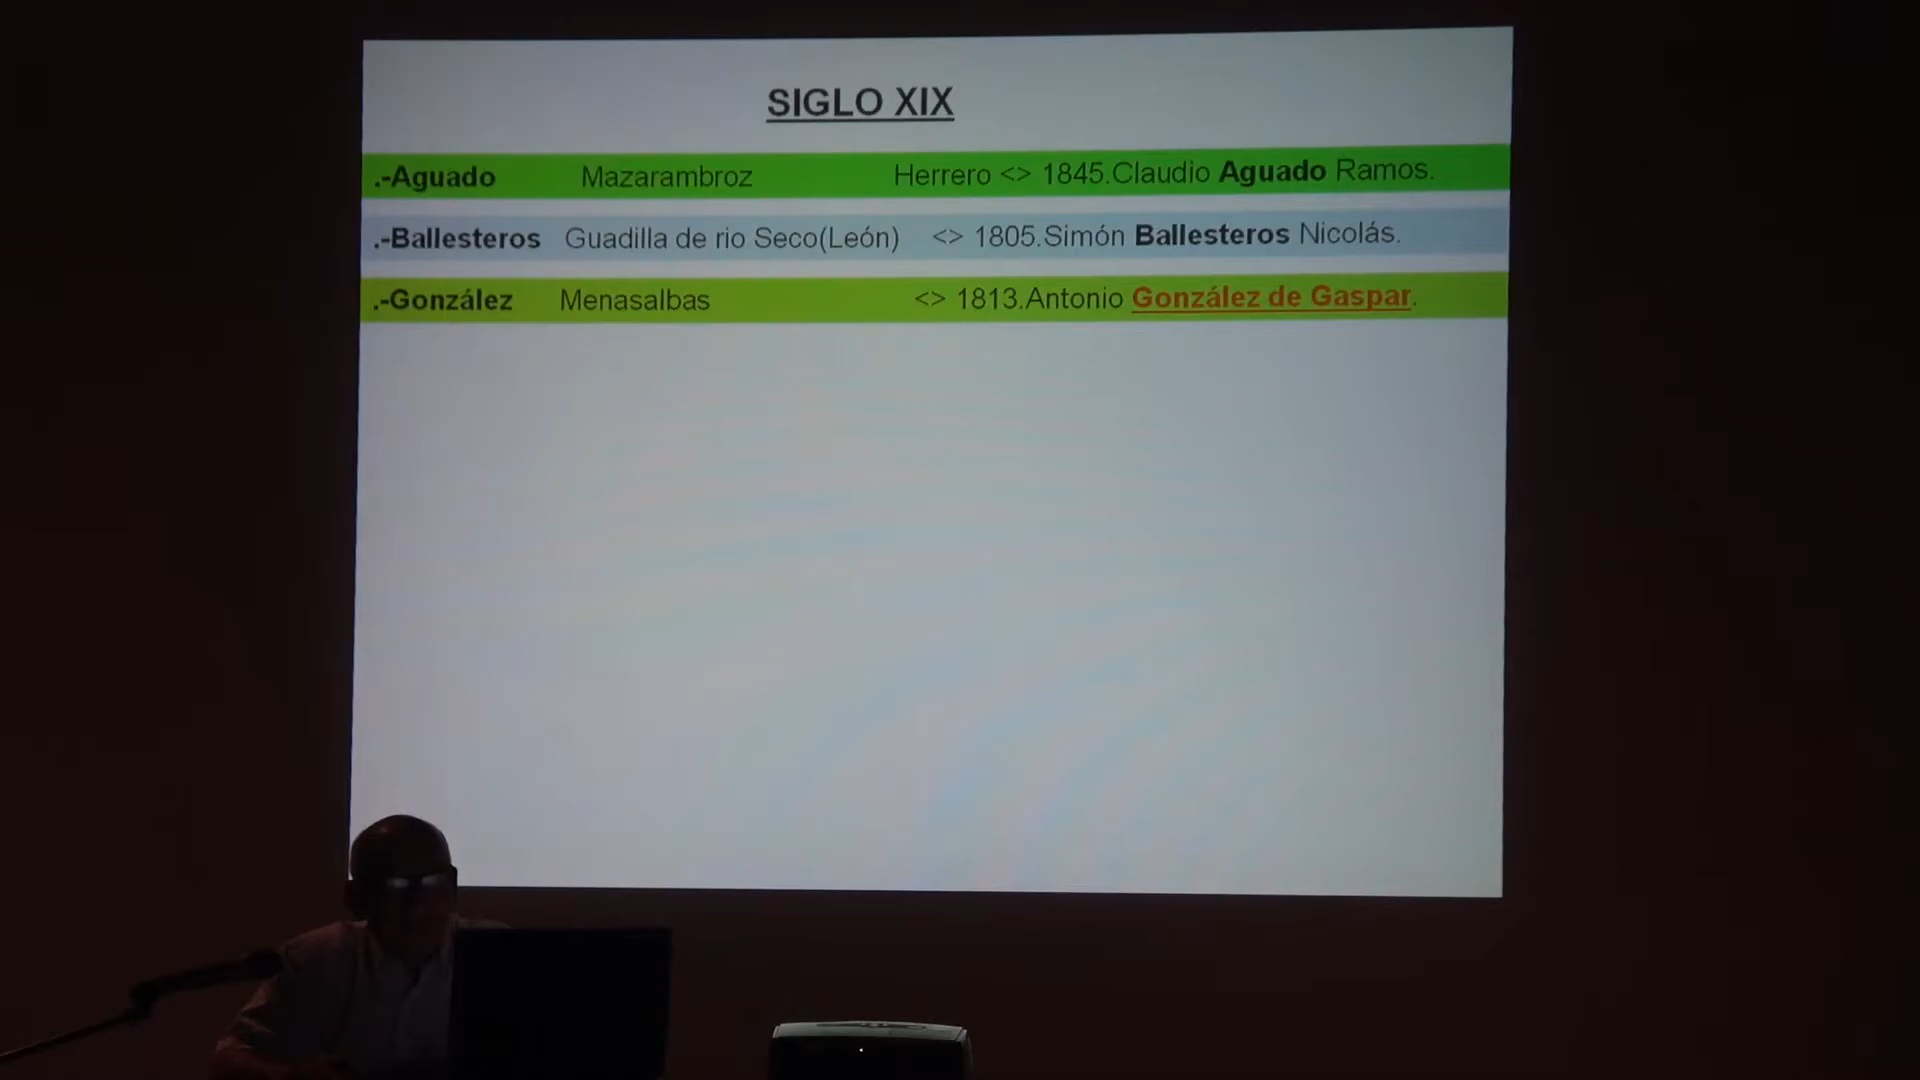 SIGLO XIX
.-Aguado Mazarambroz Herrero <> 1845.Claudio Aguado Ramos.
.-Ballesteros Guadilla de rio Seco(León) <> 1805.Simón Ballesteros Nicolás.
.-González Menasalbas <> 1813.Antonio González de Gaspar.